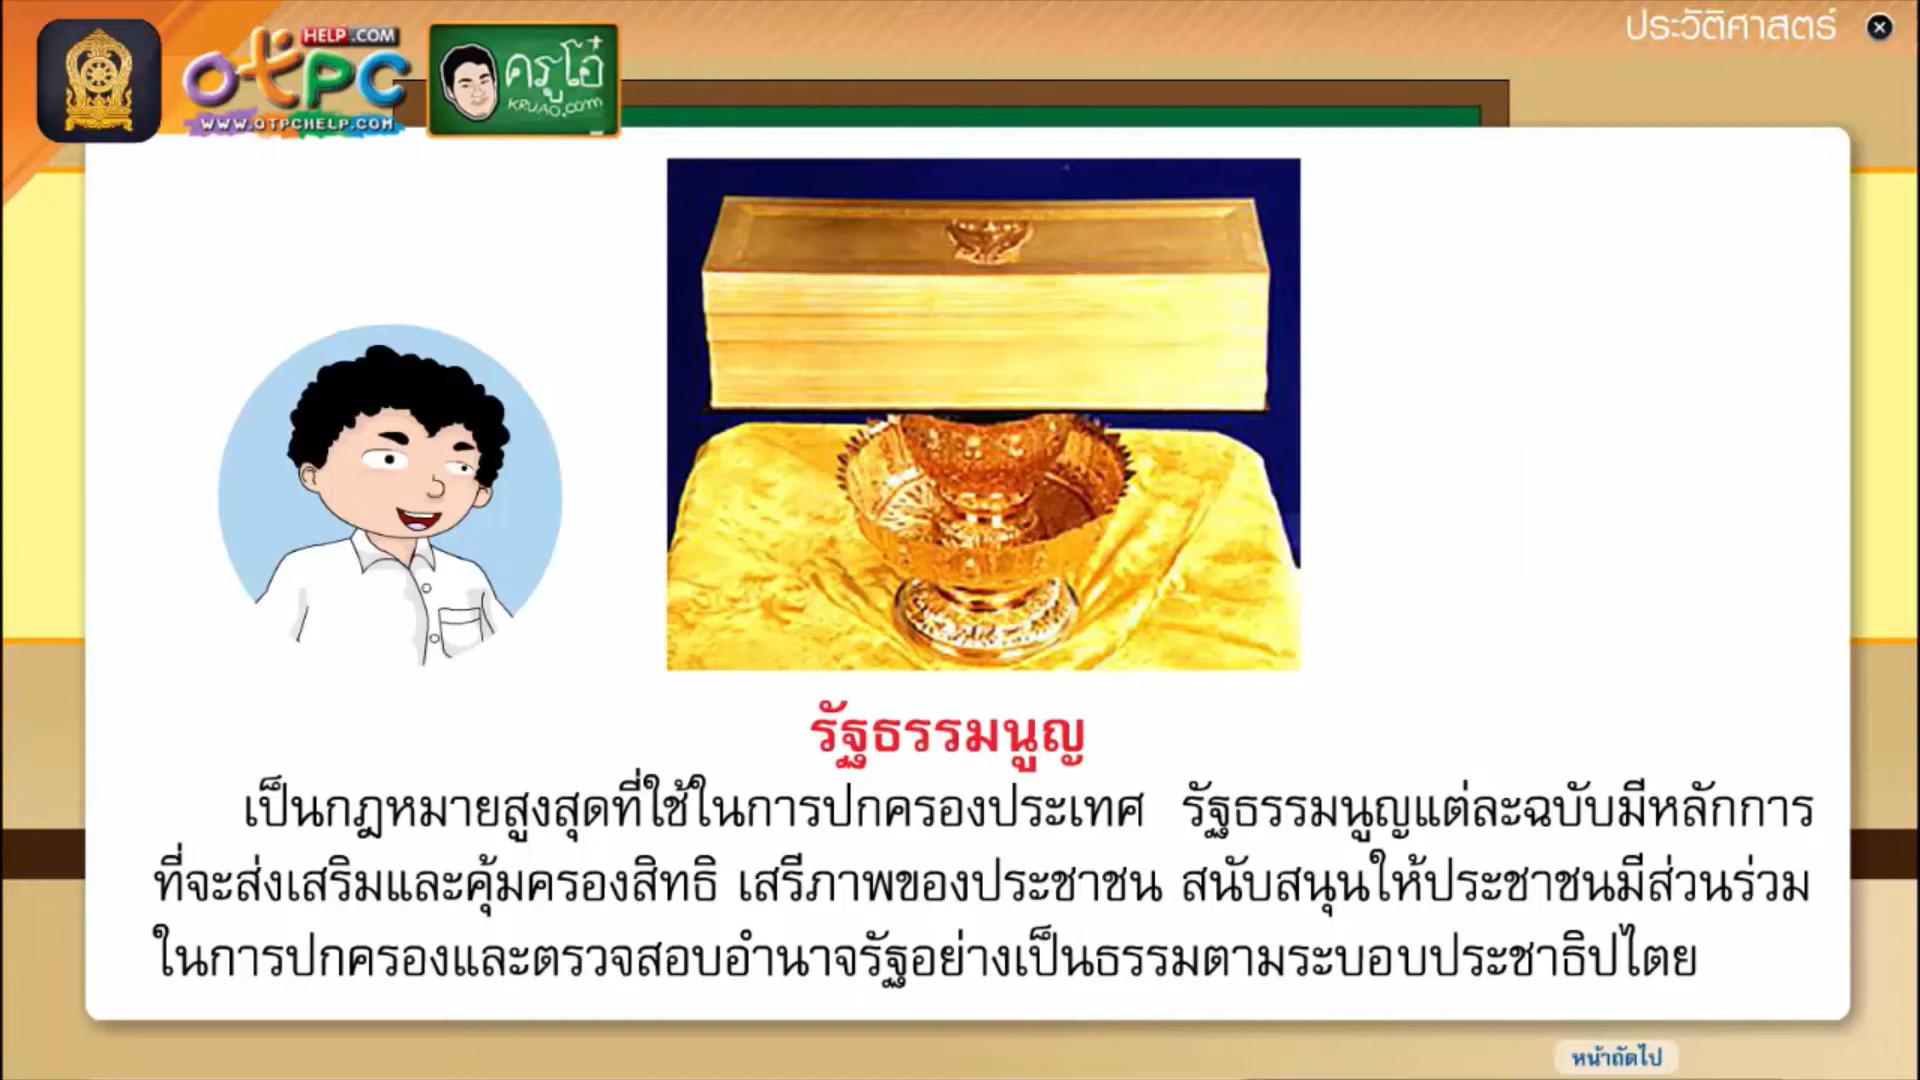 ประวัติศาสตร์
HELP.COM
OTPC
WWW.OTPCHELP.COM
ครูโอ๋
KRUAO.com
รัฐธรรมนูญ
เป็นกฎหมายสูงสุดที่ใช้ในการปกครองประเทศ รัฐธรรมนูญแต่ละฉบับมีหลักการ
ที่จะส่งเสริมและคุ้มครองสิทธิ เสรีภาพของประชาชน สนับสนุนให้ประชาชนมีส่วนร่วม
ในการปกครองและตรวจสอบอำนาจรัฐอย่างเป็นธรรมตามระบอบประชาธิปไตย
หน้าถัดไป